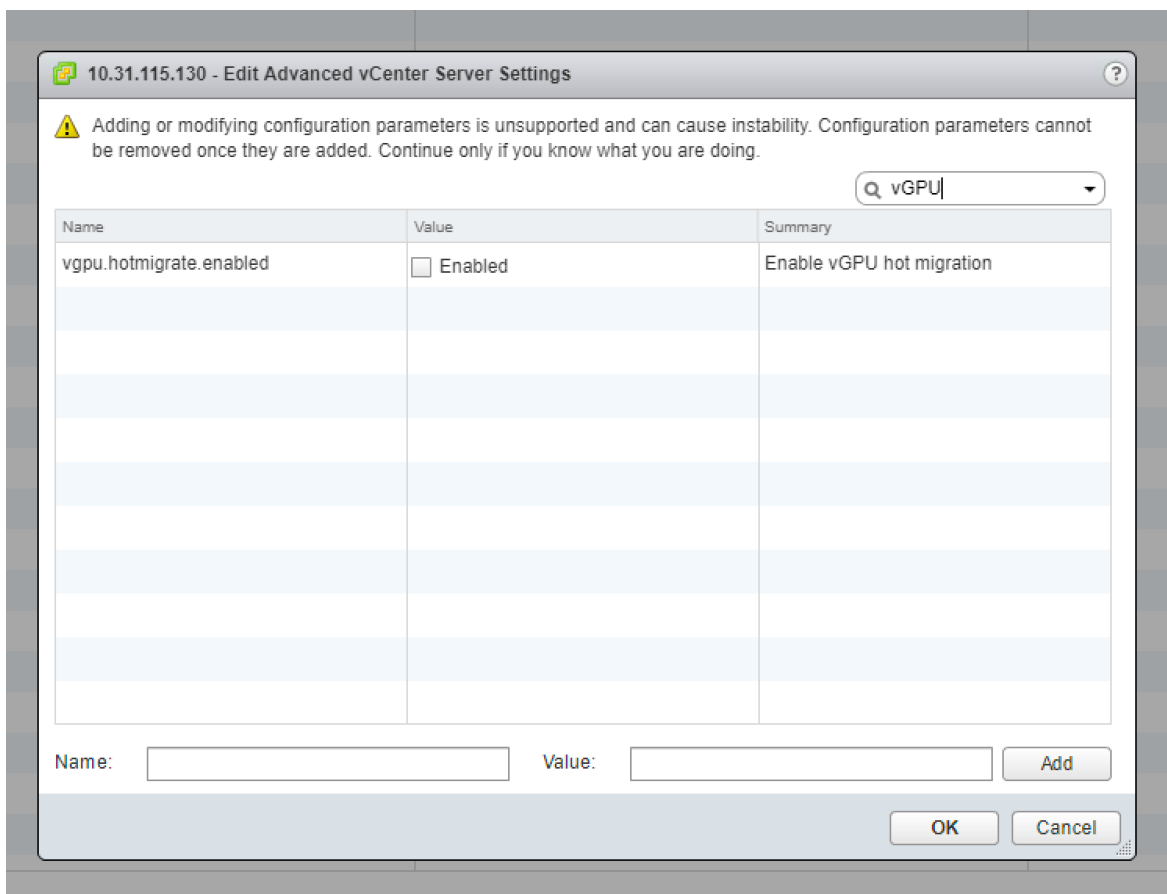 10.31.115.130 - Edit Advanced vCenter Server Settings
?
Adding or modifying configuration parameters is unsupported and can cause instability. Configuration parameters cannot
be removed once they are added. Continue only if you know what you are doing.
vGPU
Name Value Summary
vgpu.hotmigrate.enabled Enabled Enable vGPU hot migration
Name: Value: Add
OK Cancel